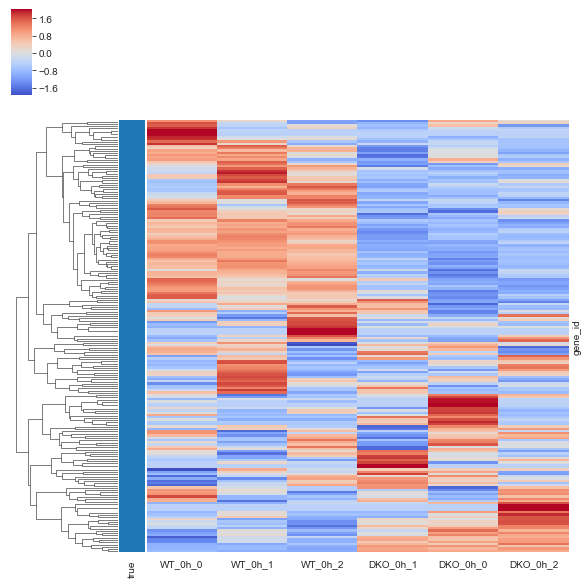 1.6
0.8
0.0
−0.8
−1.6
gene_id
true
WT_0h_0
WT_0h_1
WT_0h_2
DKO_0h_1
DKO_0h_0
DKO_0h_2